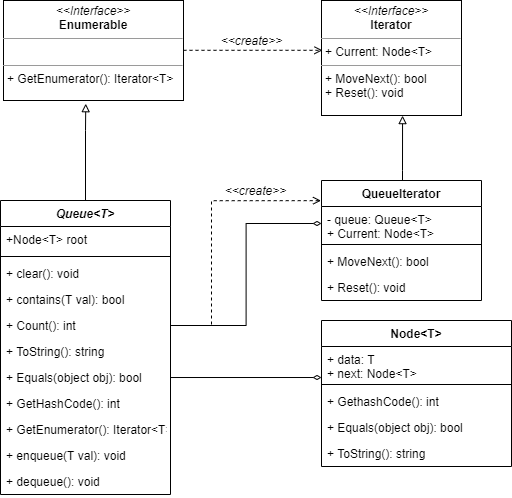 <<Interface>>
Enumerable
+ GetEnumerator(): Iterator<T>
<<create>>
<<Interface>>
Iterator
+ Current: Node<T>
+ MoveNext(): bool
+ Reset(): void
<<create>>
QueueIterator
- queue: Queue<T>
+ Current: Node<T>
+ MoveNext(): bool
+ Reset(): void
Queue<T>
+Node<T> root
+ clear(): void
+ contains(T val): bool
+ Count(): int
+ ToString(): string
+ Equals(object obj): bool
+ GetHashCode(): int
+ GetEnumerator(): Iterator<T
+ enqueue(T val): void
+ dequeue(): void
Node<T>
+ data: T
+ next: Node<T>
+ GethashCode(): int
+ Equals(object obj): bool
+ ToString(): string